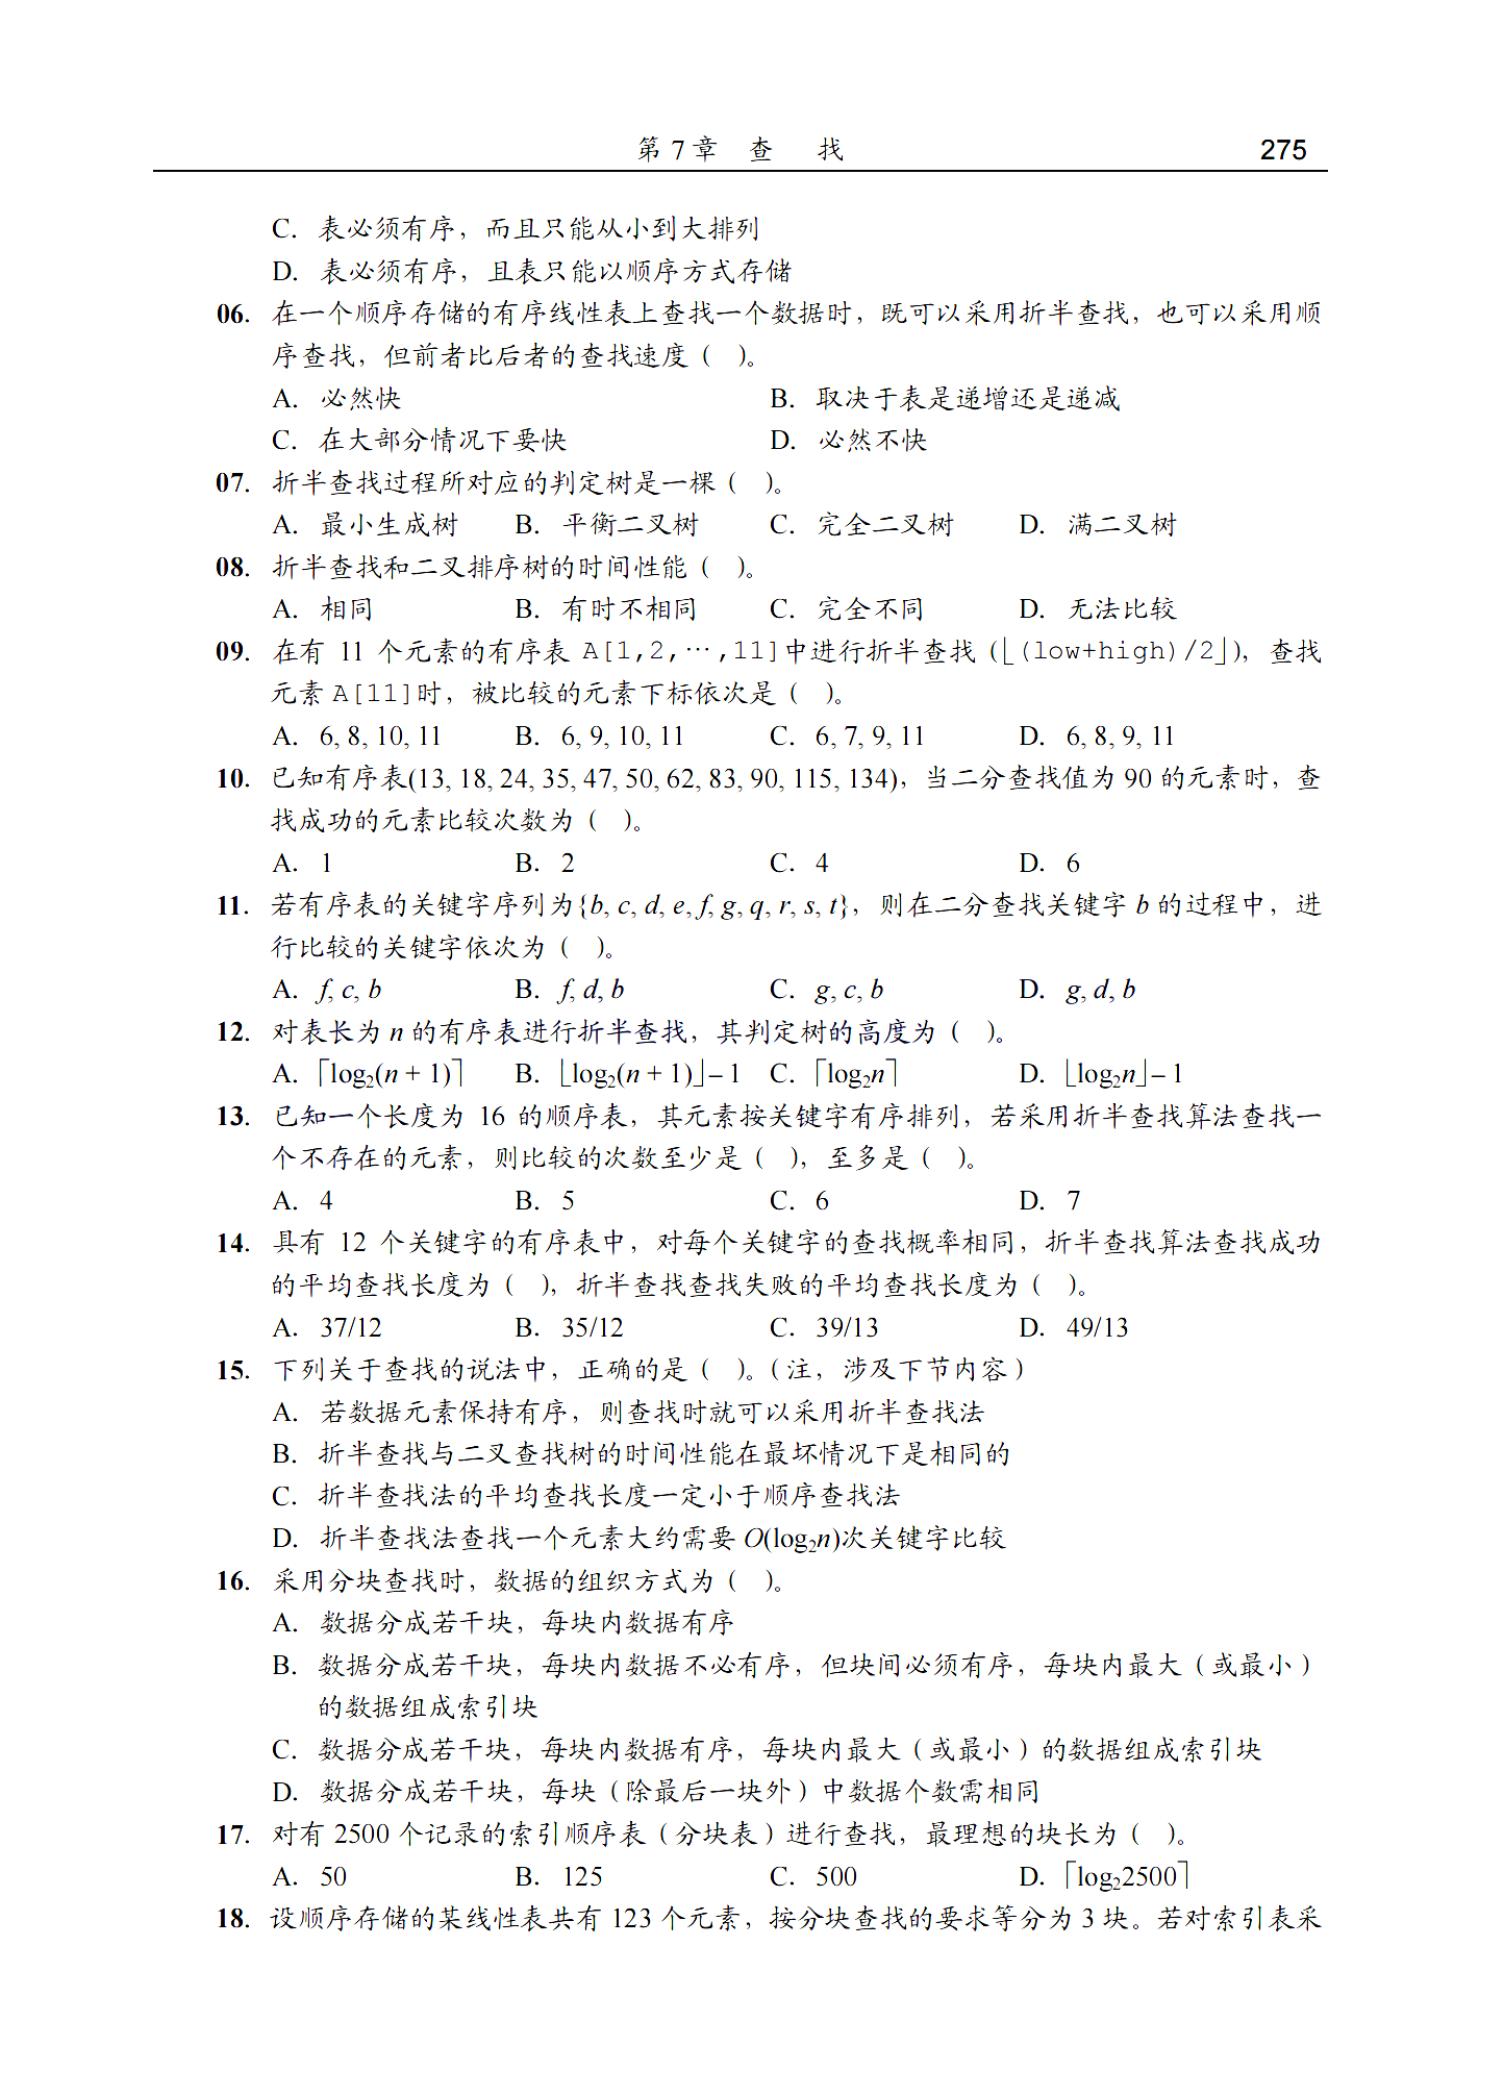 第 7 章 查 找 275
C. 表必须有序，而且只能从小到大排列
D. 表必须有序，且表只能以顺序方式存储
06. 在一个顺序存储的有序线性表上查找一个数据时，既可以采用折半查找，也可以采用顺
序查找，但前者比后者的查找速度（ ）。
A. 必然快 B. 取决于表是递增还是递减
C. 在大部分情况下要快 D. 必然不快
07. 折半查找过程所对应的判定树是一棵（ ）。
A. 最小生成树 B. 平衡二叉树 C. 完全二叉树 D. 满二叉树
08. 折半查找和二叉排序树的时间性能（ ）。
A. 相同 B. 有时不相同 C. 完全不同 D. 无法比较
09. 在有 11 个元素的有序表 A[1,2,…,11]中进行折半查找（⌊(low+high)/2⌋），查找
元素 A[11]时，被比较的元素下标依次是（ ）。
A. 6, 8, 10, 11 B. 6, 9, 10, 11 C. 6, 7, 9, 11 D. 6, 8, 9, 11
10. 已知有序表(13, 18, 24, 35, 47, 50, 62, 83, 90, 115, 134)，当二分查找值为 90 的元素时，查
找成功的元素比较次数为（ ）。
A. 1 B. 2 C. 4 D. 6
11. 若有序表的关键字序列为{b, c, d, e, f, g, q, r, s, t}，则在二分查找关键字 b 的过程中，进
行比较的关键字依次为（ ）。
A. f, c, b B. f, d, b C. g, c, b D. g, d, b
12. 对表长为 n 的有序表进行折半查找，其判定树的高度为（ ）。
A. ⌈log₂(n + 1)⌉ B. ⌊log₂(n + 1)⌋ – 1 C. ⌈log₂n⌉ D. ⌊log₂n⌋ – 1
13. 已知一个长度为 16 的顺序表，其元素按关键字有序排列，若采用折半查找算法查找一
个不存在的元素，则比较的次数至少是（ ），至多是（ ）。
A. 4 B. 5 C. 6 D. 7
14. 具有 12 个关键字的有序表中，对每个关键字的查找概率相同，折半查找算法查找成功
的平均查找长度为（ ），折半查找查找失败的平均查找长度为（ ）。
A. 37/12 B. 35/12 C. 39/13 D. 49/13
15. 下列关于查找的说法中，正确的是（ ）。（注，涉及下节内容）
A. 若数据元素保持有序，则查找时就可以采用折半查找法
B. 折半查找与二叉查找树的时间性能在最坏情况下是相同的
C. 折半查找法的平均查找长度一定小于顺序查找法
D. 折半查找法查找一个元素大约需要 O(log₂n)次关键字比较
16. 采用分块查找时，数据的组织方式为（ ）。
A. 数据分成若干块，每块内数据有序
B. 数据分成若干块，每块内数据不必有序，但块间必须有序，每块内最大（或最小）
的数据组成索引块
C. 数据分成若干块，每块内数据有序，每块内最大（或最小）的数据组成索引块
D. 数据分成若干块，每块（除最后一块外）中数据个数需相同
17. 对有 2500 个记录的索引顺序表（分块表）进行查找，最理想的块长为（ ）。
A. 50 B. 125 C. 500 D. ⌈log₂2500⌉
18. 设顺序存储的某线性表共有 123 个元素，按分块查找的要求等分为 3 块。若对索引表采